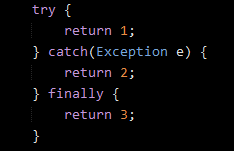 try {
    return 1;
} catch(Exception e) {
    return 2;
} finally {
    return 3;
}